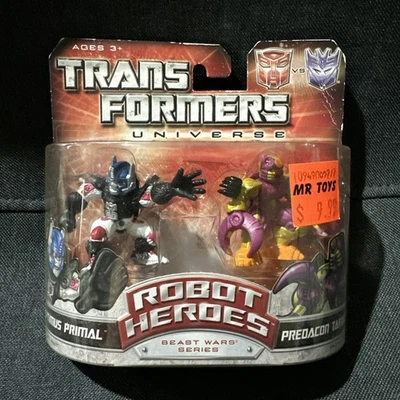 AGES 3+
TRANS
FORMERS
UNIVERSE
VS
MR TOYS
$ 9.99
ROBOT
HEROES
BEAST WARS
SERIES
PRIMAL
PREDACON